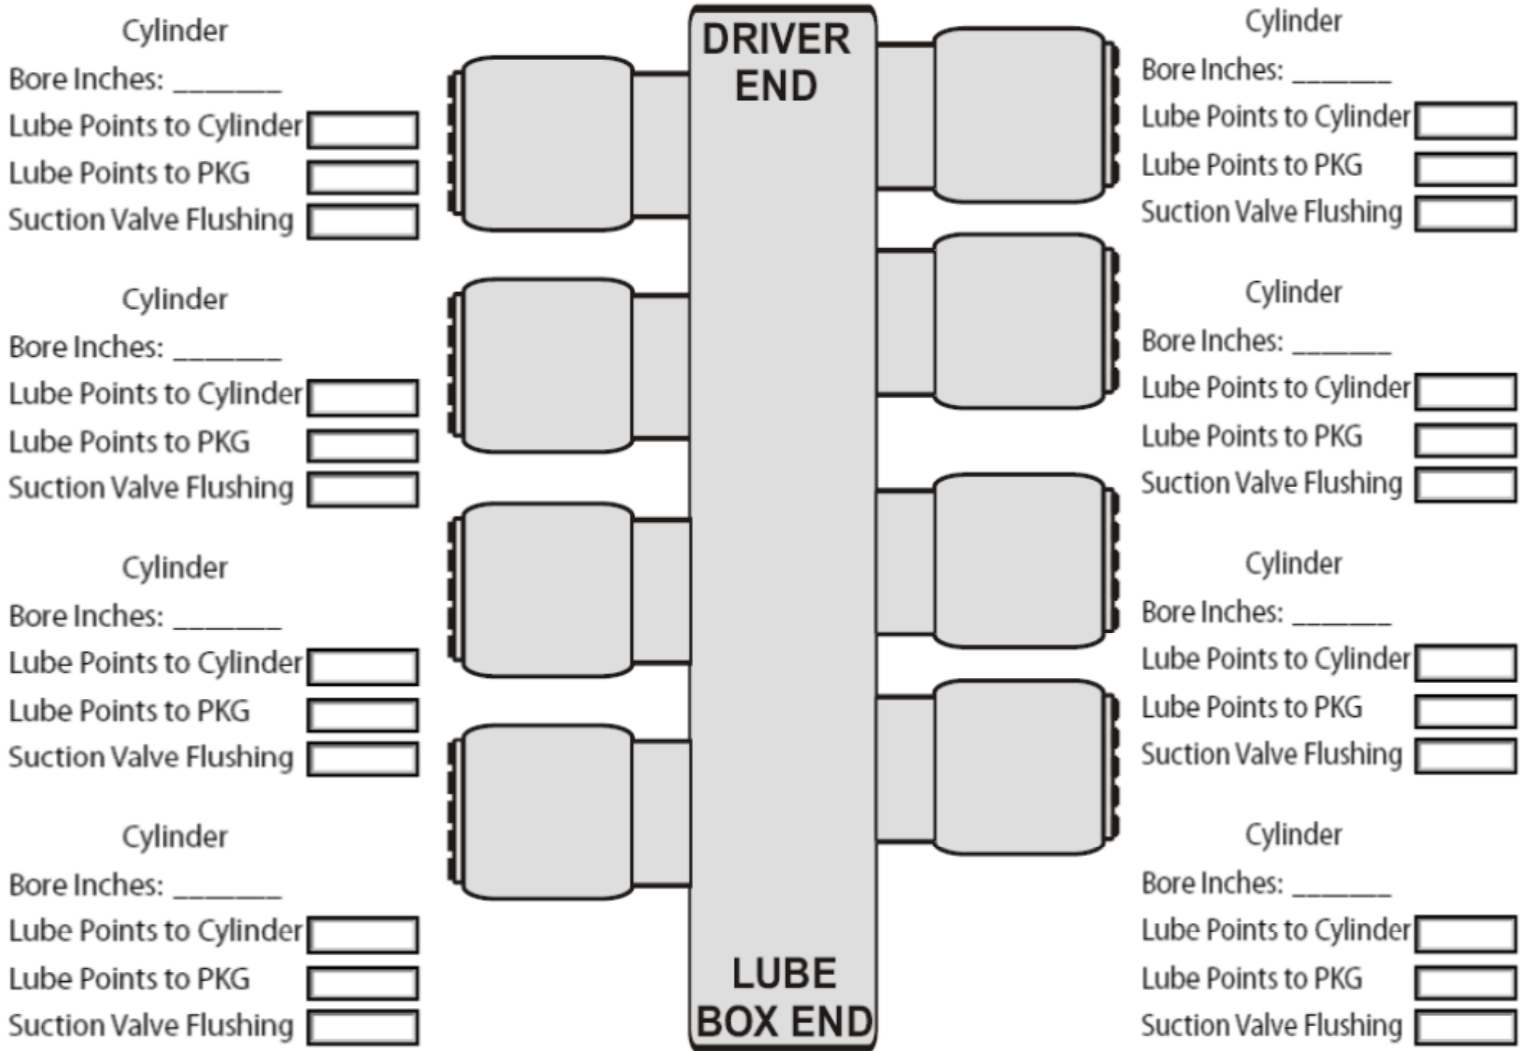 Cylinder
Bore Inches: _______
Lube Points to Cylinder
Lube Points to PKG
Suction Valve Flushing
Cylinder
Bore Inches: _______
Lube Points to Cylinder
Lube Points to PKG
Suction Valve Flushing
Cylinder
Bore Inches: _______
Lube Points to Cylinder
Lube Points to PKG
Suction Valve Flushing
Cylinder
Bore Inches: _______
Lube Points to Cylinder
Lube Points to PKG
Suction Valve Flushing
DRIVER
END
LUBE
BOX END
Cylinder
Bore Inches: _______
Lube Points to Cylinder
Lube Points to PKG
Suction Valve Flushing
Cylinder
Bore Inches: _______
Lube Points to Cylinder
Lube Points to PKG
Suction Valve Flushing
Cylinder
Bore Inches: _______
Lube Points to Cylinder
Lube Points to PKG
Suction Valve Flushing
Cylinder
Bore Inches: _______
Lube Points to Cylinder
Lube Points to PKG
Suction Valve Flushing